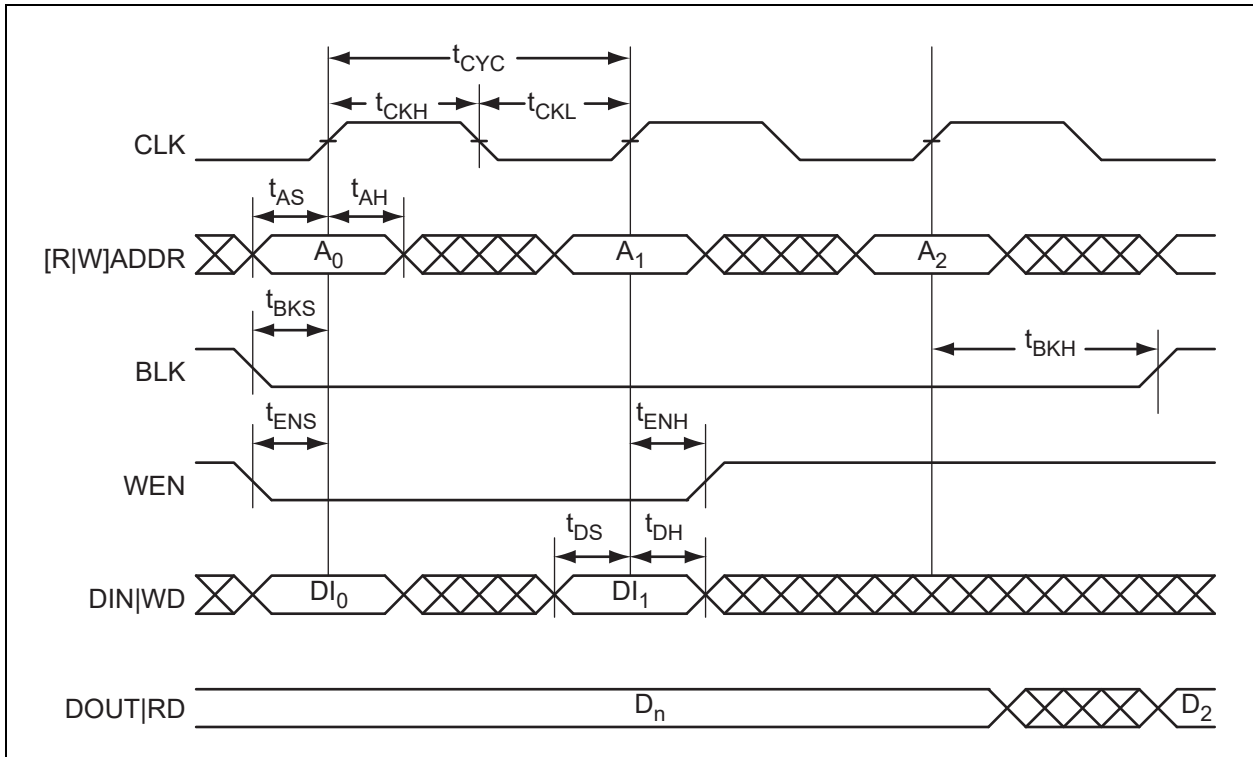 tCYC
tCKH tCKL
CLK
tAS tAH
[R|W]ADDR A0 A1 A2
tBKS
tBKH
BLK
tENS tENH
WEN
tDS tDH
DIN|WD DI0 DI1
DOUT|RD Dn D2